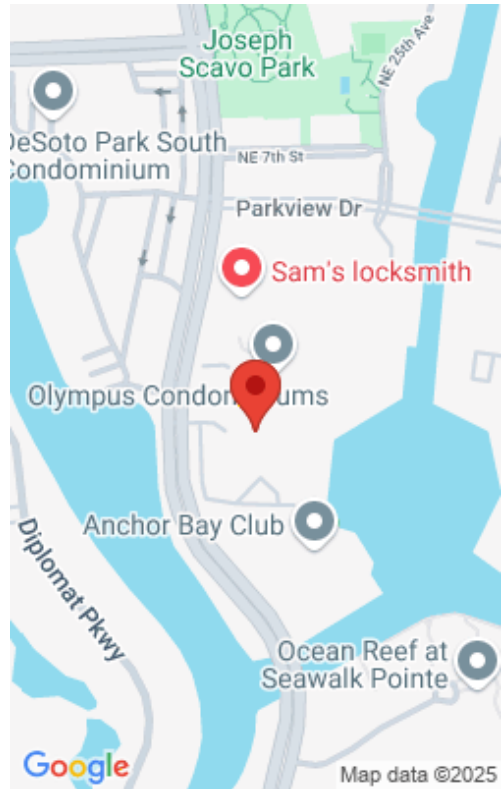 Joseph
Scavo Park
NE 25th Ave
DeSoto Park South
Condominium
NE 7th St
Parkview Dr
Sam's locksmith
Olympus Condominiums
Anchor Bay Club
Diplomat Pkwy
Ocean Reef at
Seawalk Pointe
Google
Map data ©2025